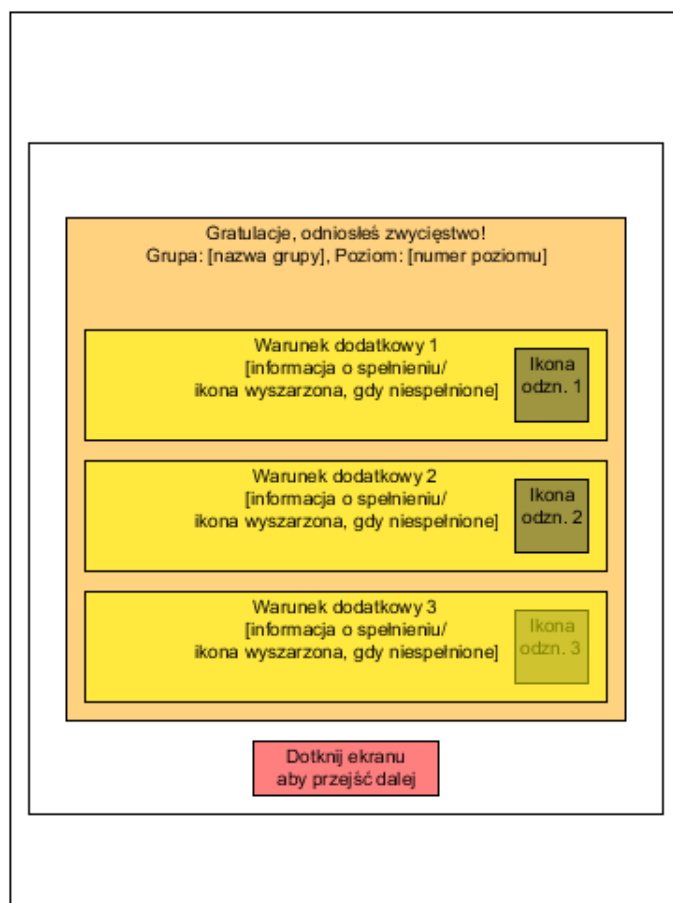 Gratulacje, odniosłeś zwycięstwo!
Grupa: [nazwa grupy], Poziom: [numer poziomu]
Warunek dodatkowy 1
[informacja o spełnieniu/
ikona wyszarzona, gdy niespełnione]
Ikona
odzn. 1
Warunek dodatkowy 2
[informacja o spełnieniu/
ikona wyszarzona, gdy niespełnione]
Ikona
odzn. 2
Warunek dodatkowy 3
[informacja o spełnieniu/
ikona wyszarzona, gdy niespełnione]
Ikona
odzn. 3
Dotknij ekranu
aby przejść dalej